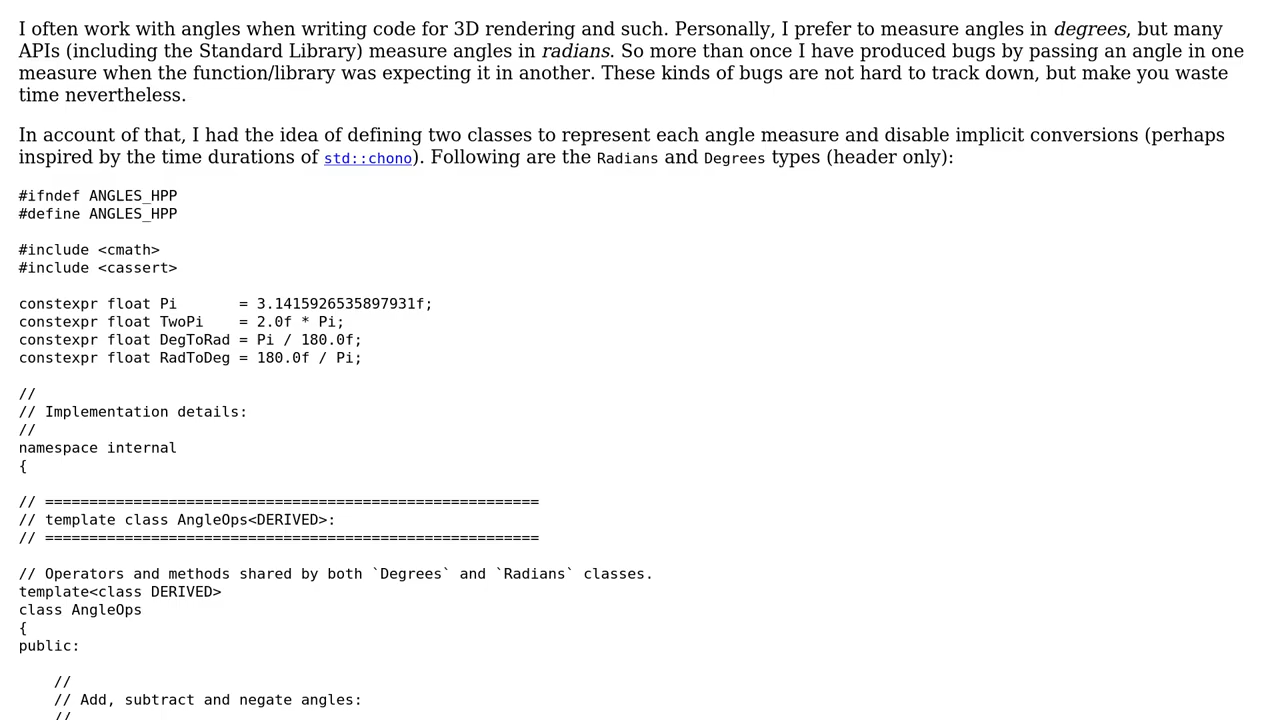 I often work with angles when writing code for 3D rendering and such. Personally, I prefer to measure angles in degrees, but many
APIs (including the Standard Library) measure angles in radians. So more than once I have produced bugs by passing an angle in one
measure when the function/library was expecting it in another. These kinds of bugs are not hard to track down, but make you waste
time nevertheless.
In account of that, I had the idea of defining two classes to represent each angle measure and disable implicit conversions (perhaps
inspired by the time durations of std::chono). Following are the Radians and Degrees types (header only):
#ifndef ANGLES_HPP
#define ANGLES_HPP
#include <cmath>
#include <cassert>
constexpr float Pi       = 3.1415926535897931f;
constexpr float TwoPi    = 2.0f * Pi;
constexpr float DegToRad = Pi / 180.0f;
constexpr float RadToDeg = 180.0f / Pi;
//
// Implementation details:
//
namespace internal
{
// ========================================================
// template class AngleOps<DERIVED>:
// ========================================================
// Operators and methods shared by both `Degrees` and `Radians` classes.
template<class DERIVED>
class AngleOps
{
public:
    //
    // Add, subtract and negate angles:
    //